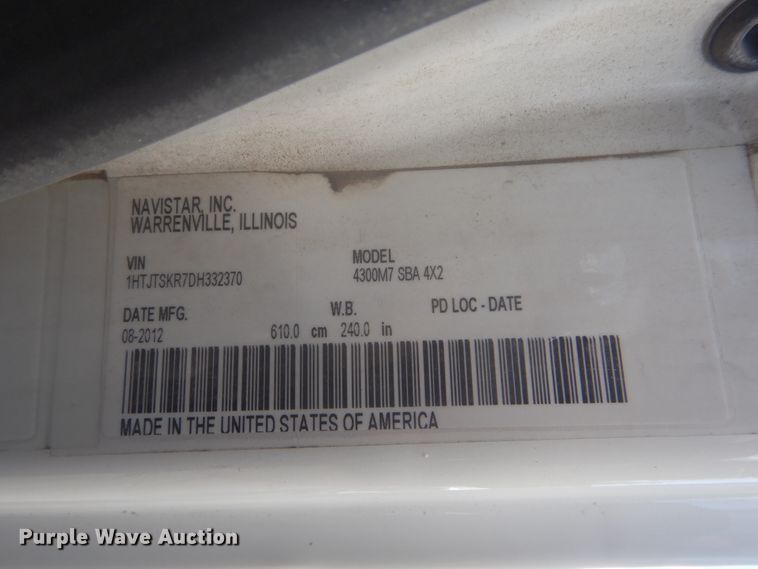 NAVISTAR, INC.
WARRENVILLE, ILLINOIS
VIN MODEL
1HTJTSKR7DH332370 4300M7 SBA 4X2
DATE MFG. W.B. PD LOC - DATE
08-2012 610.0 cm 240.0 in
MADE IN THE UNITED STATES OF AMERICA
Purple Wave Auction